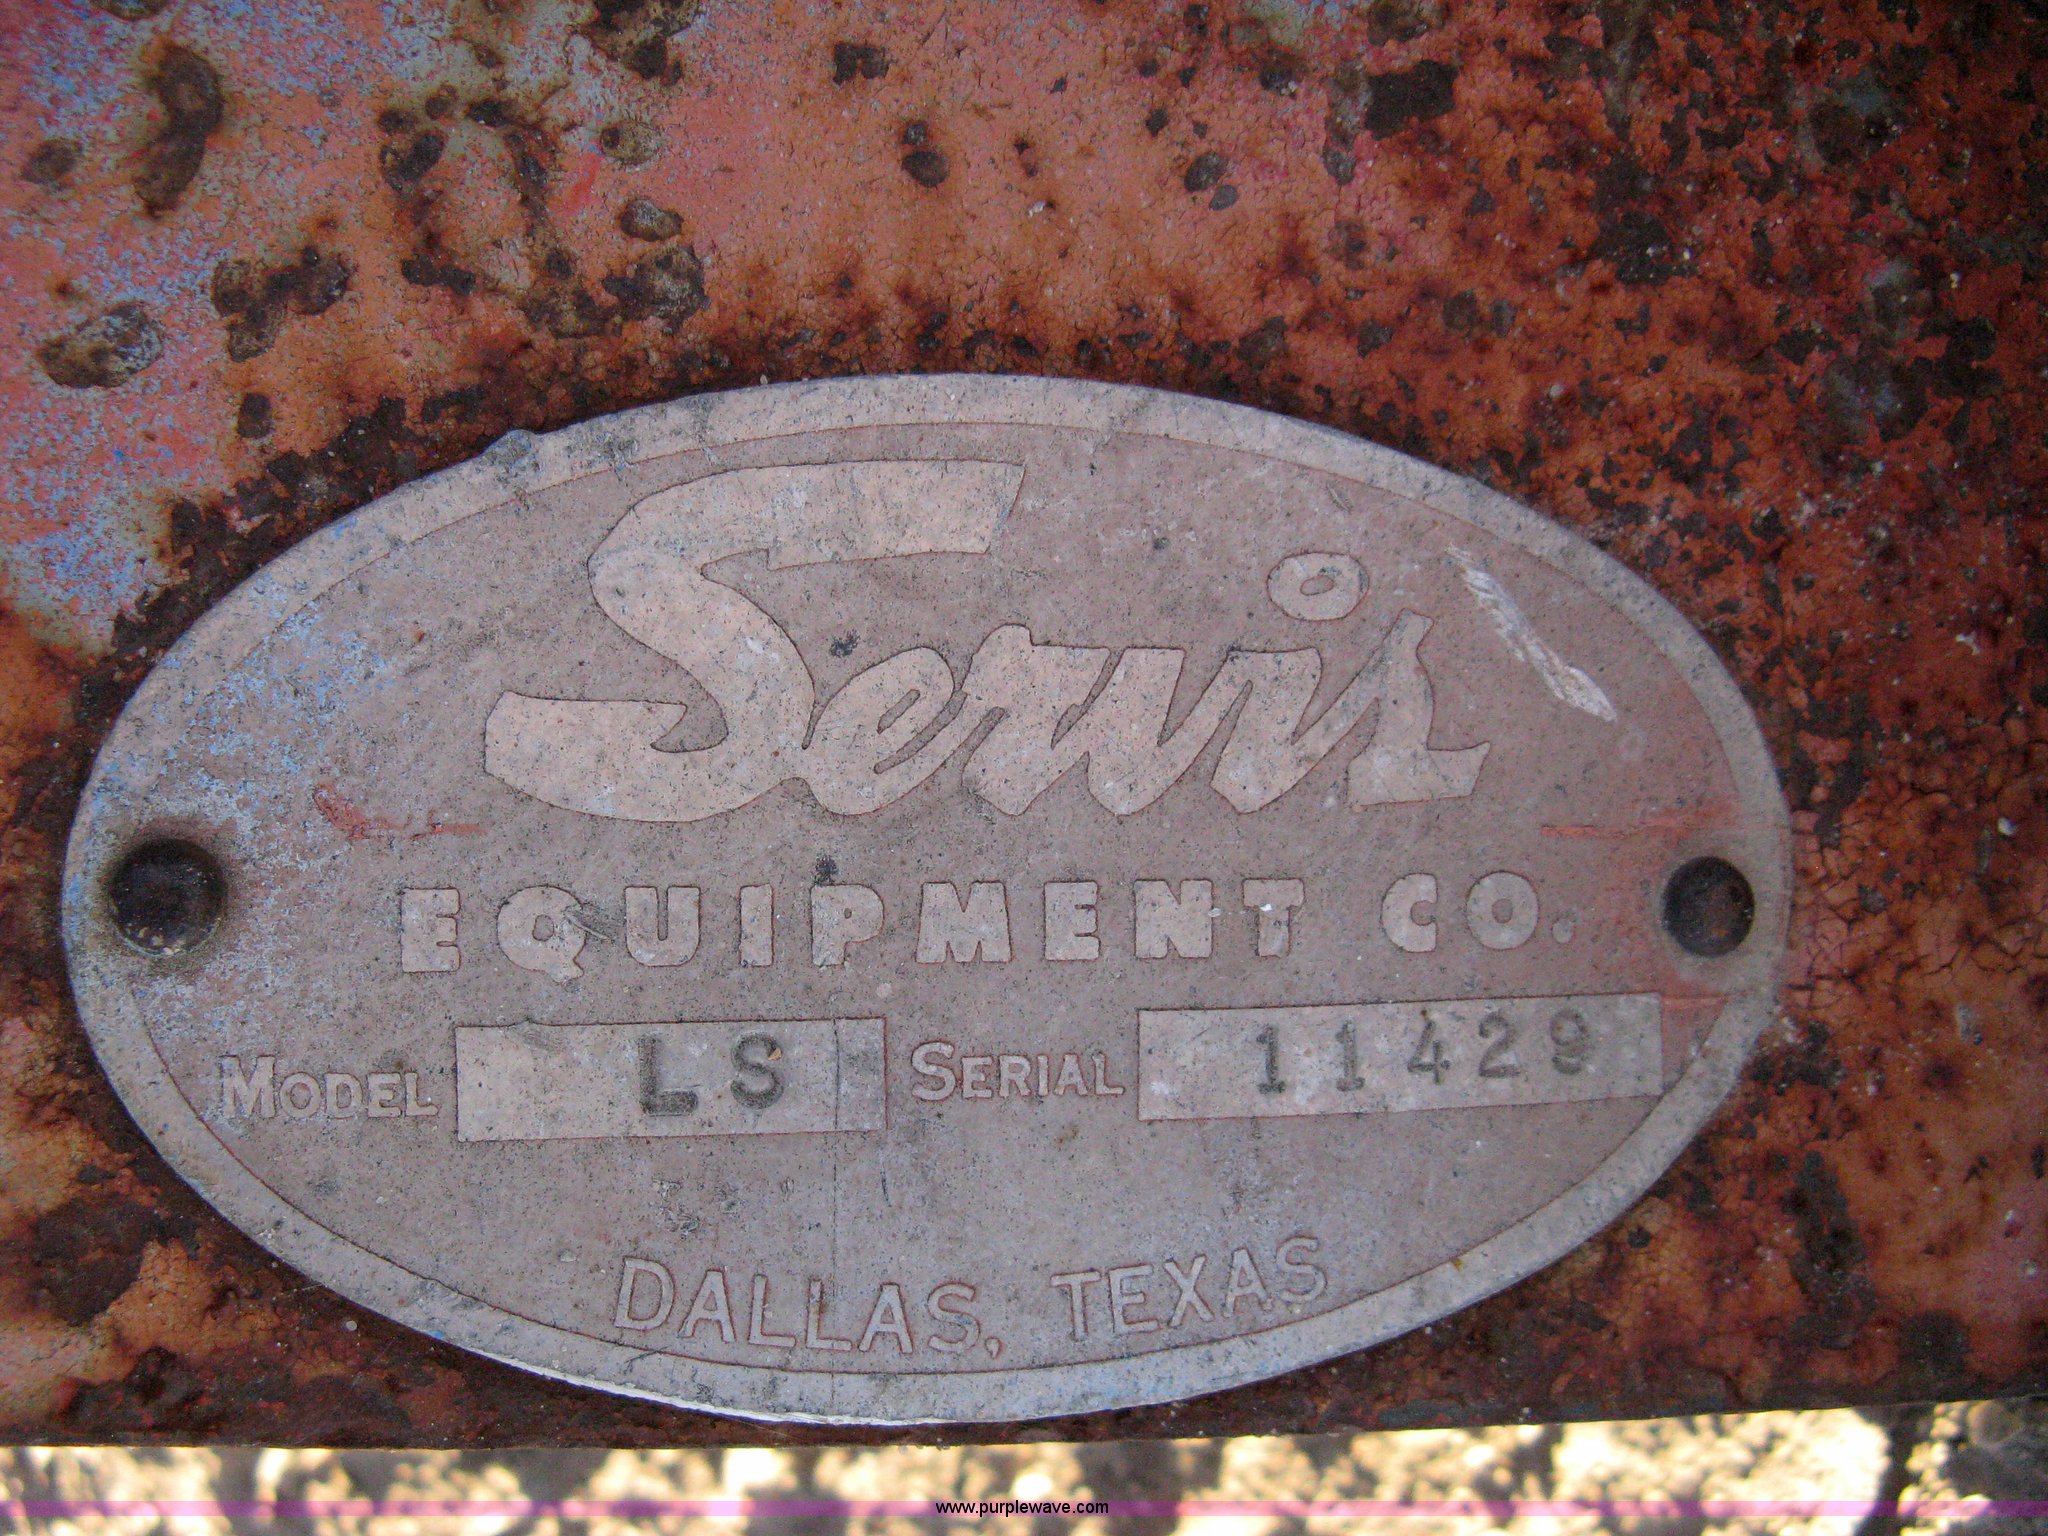 Servis
EQUIPMENT CO.
MODEL LS SERIAL 11429
DALLAS, TEXAS
www.purplewave.com